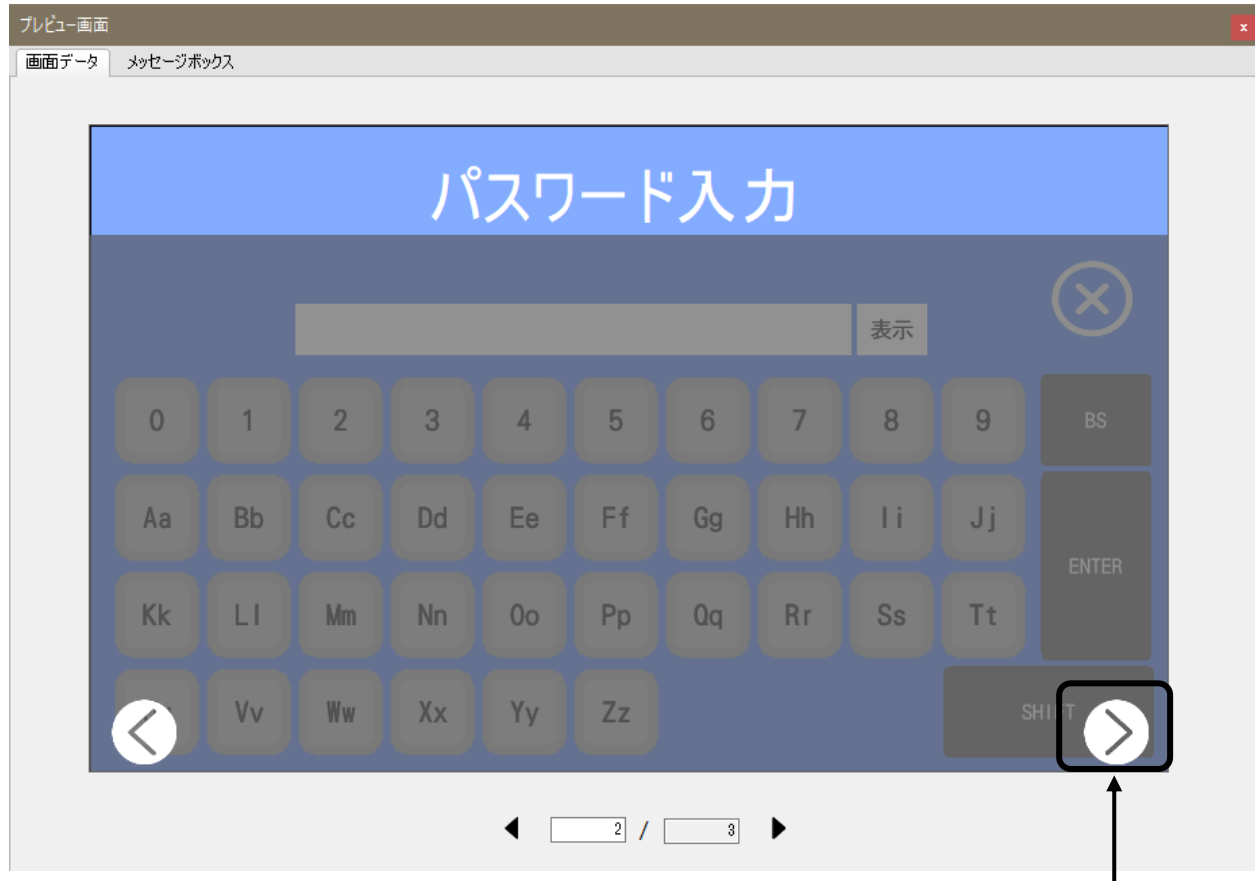 プレビュー画面
x
画面データ メッセージボックス
パスワード入力
表示
0 1 2 3 4 5 6 7 8 9 BS
Aa Bb Cc Dd Ee Ff Gg Hh Ii Jj
ENTER
Kk Ll Mm Nn Oo Pp Qq Rr Ss Tt
Vv Ww Xx Yy Zz
2 / 3